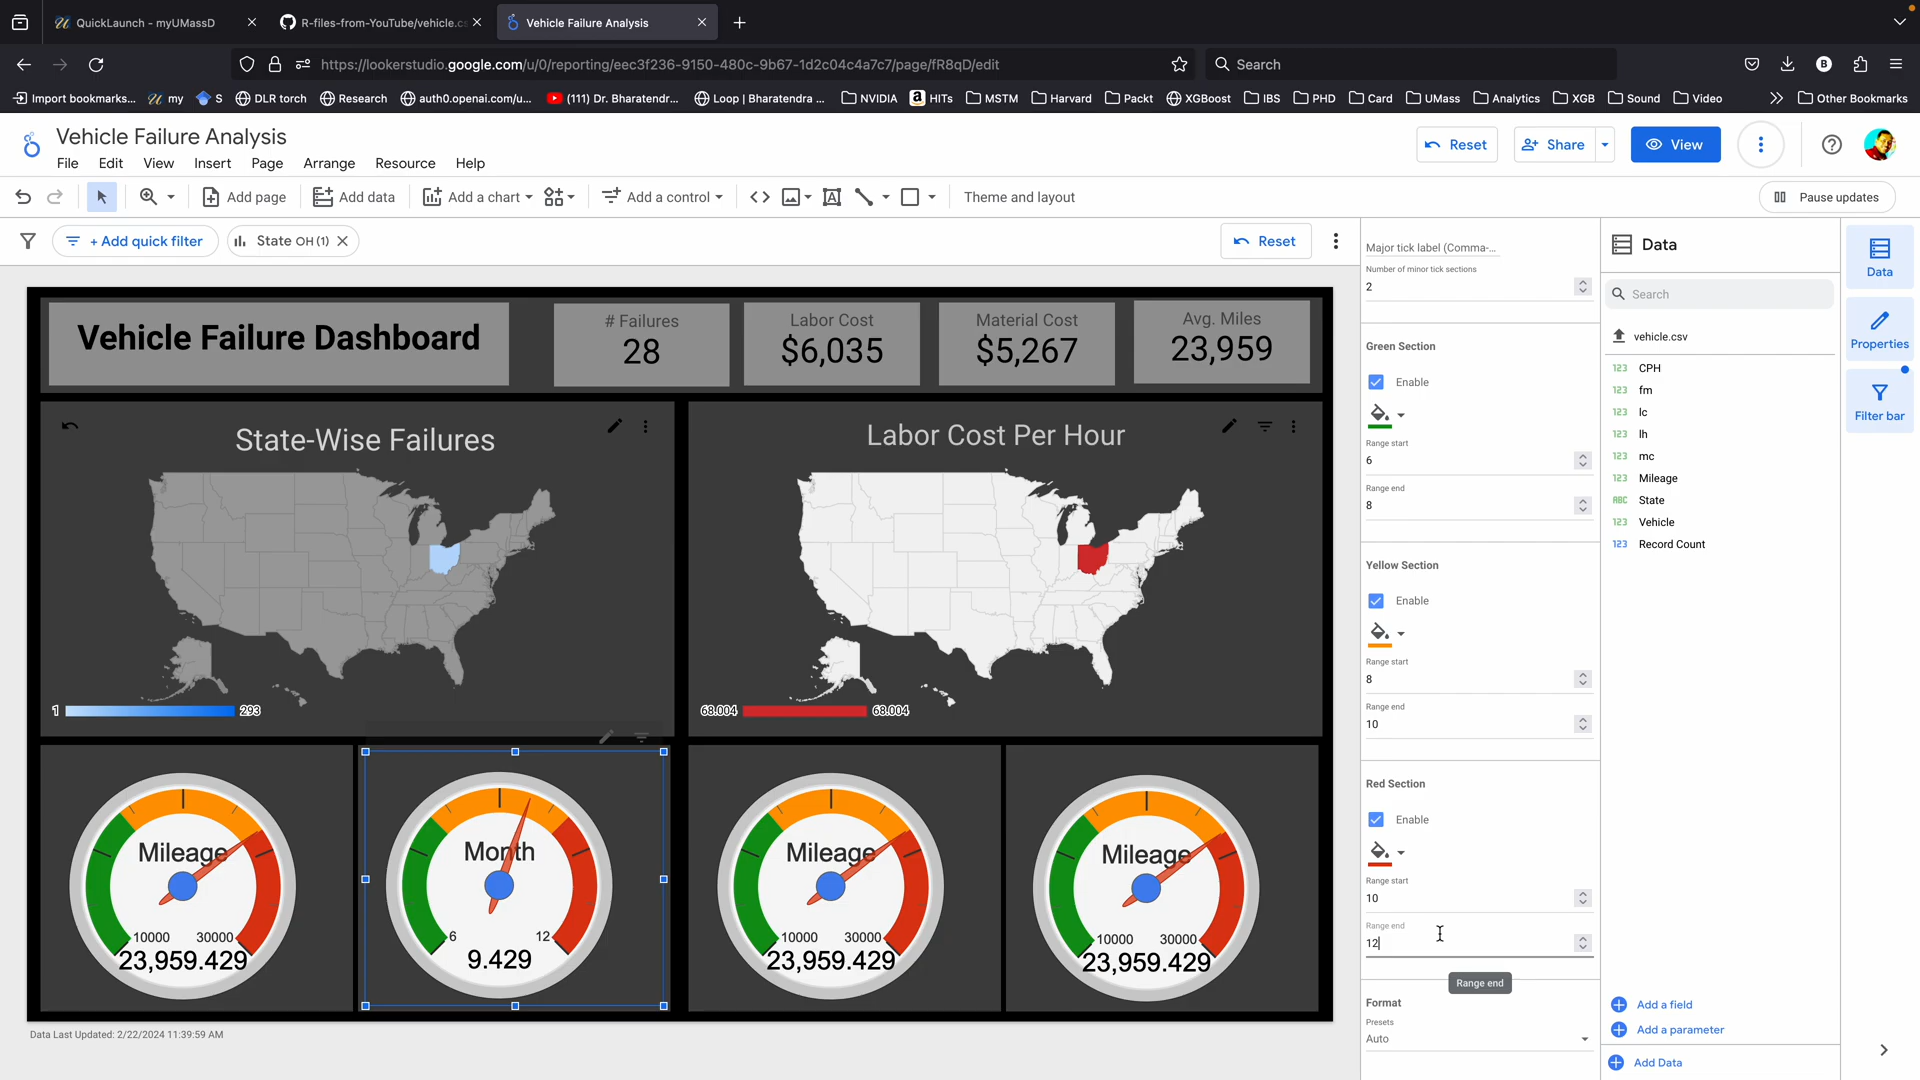 QuickLaunch - myUMassD
R-files-from-YouTube/vehicle.cs
Vehicle Failure Analysis
https://lookerstudio.google.com/u/0/reporting/eec3f236-9150-480c-9b67-1d2c04c4a7c7/page/fR8qD/edit
Search
B
Import bookmarks...
my
S
DLR torch
Research
auth0.openai.com/u...
(111) Dr. Bharatendr...
Loop | Bharatendra ...
NVIDIA
HITs
MSTM
Harvard
Packt
XGBoost
IBS
PHD
Card
UMass
Analytics
XGB
Sound
Video
Other Bookmarks
Vehicle Failure Analysis
File
Edit
View
Insert
Page
Arrange
Resource
Help
Reset
Share
View
Add page
Add data
Add a chart
Add a control
Theme and layout
Pause updates
+ Add quick filter
State OH (1)
Reset
Vehicle Failure Dashboard
# Failures
28
Labor Cost
$6,035
Material Cost
$5,267
Avg. Miles
23,959
State-Wise Failures
1
293
Labor Cost Per Hour
68.004
68.004
Mileage
10000
30000
23,959.429
Month
6
12
9.429
Mileage
10000
30000
23,959.429
Mileage
10000
30000
23,959.429
Data Last Updated: 2/22/2024 11:39:59 AM
Major tick label (Comma-...
Number of minor tick sections
2
Green Section
Enable
Range start
6
Range end
8
Yellow Section
Enable
Range start
8
Range end
10
Red Section
Enable
Range start
10
Range end
12
Range end
Format
Presets
Auto
Data
Search
vehicle.csv
123 CPH
123 fm
123 lc
123 lh
123 mc
123 Mileage
ABC State
123 Vehicle
123 Record Count
Add a field
Add a parameter
Add Data
Data
Properties
Filter bar